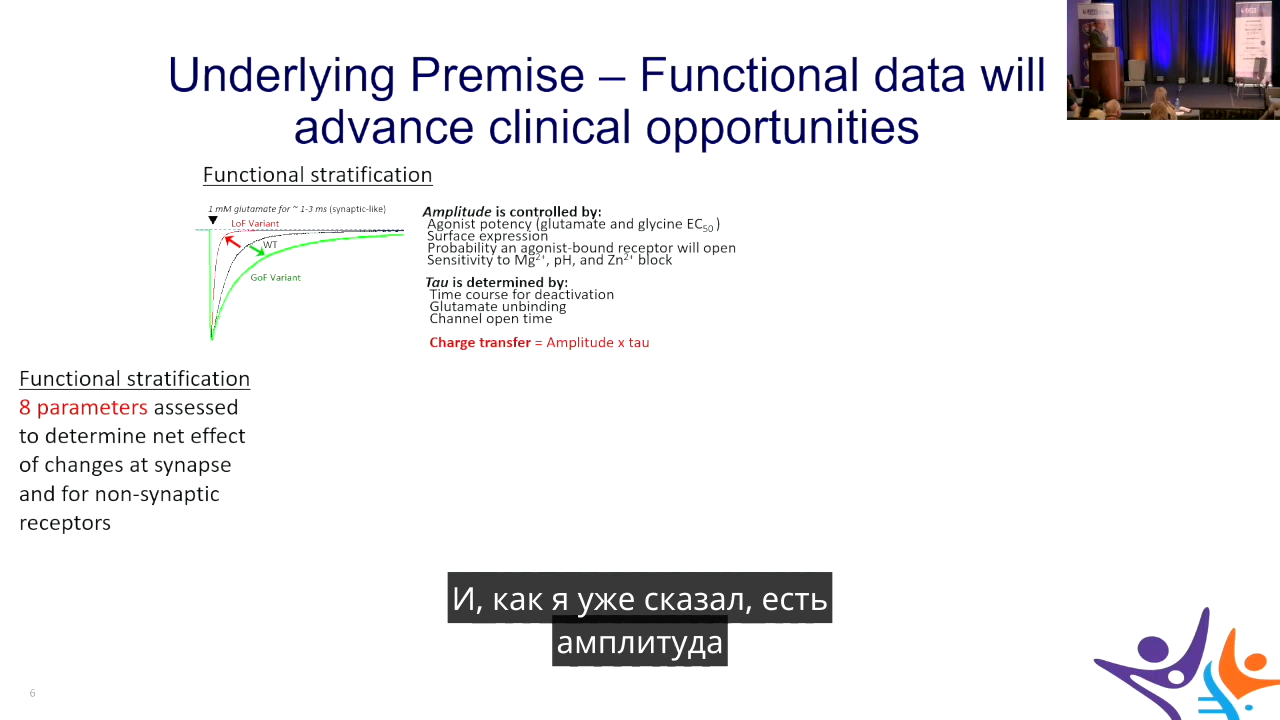 Underlying Premise – Functional data will
advance clinical opportunities
Functional stratification
1 mM glutamate for ~ 1-3 ms (synaptic-like)
LoF Variant
WT
GoF Variant
Amplitude is controlled by:
Agonist potency (glutamate and glycine EC50 )
Surface expression
Probability an agonist-bound receptor will open
Sensitivity to Mg2+, pH, and Zn2+ block
Tau is determined by:
Time course for deactivation
Glutamate unbinding
Channel open time
Charge transfer = Amplitude x tau
Functional stratification
8 parameters assessed
to determine net effect
of changes at synapse
and for non-synaptic
receptors
И, как я уже сказал, есть
амплитуда
6